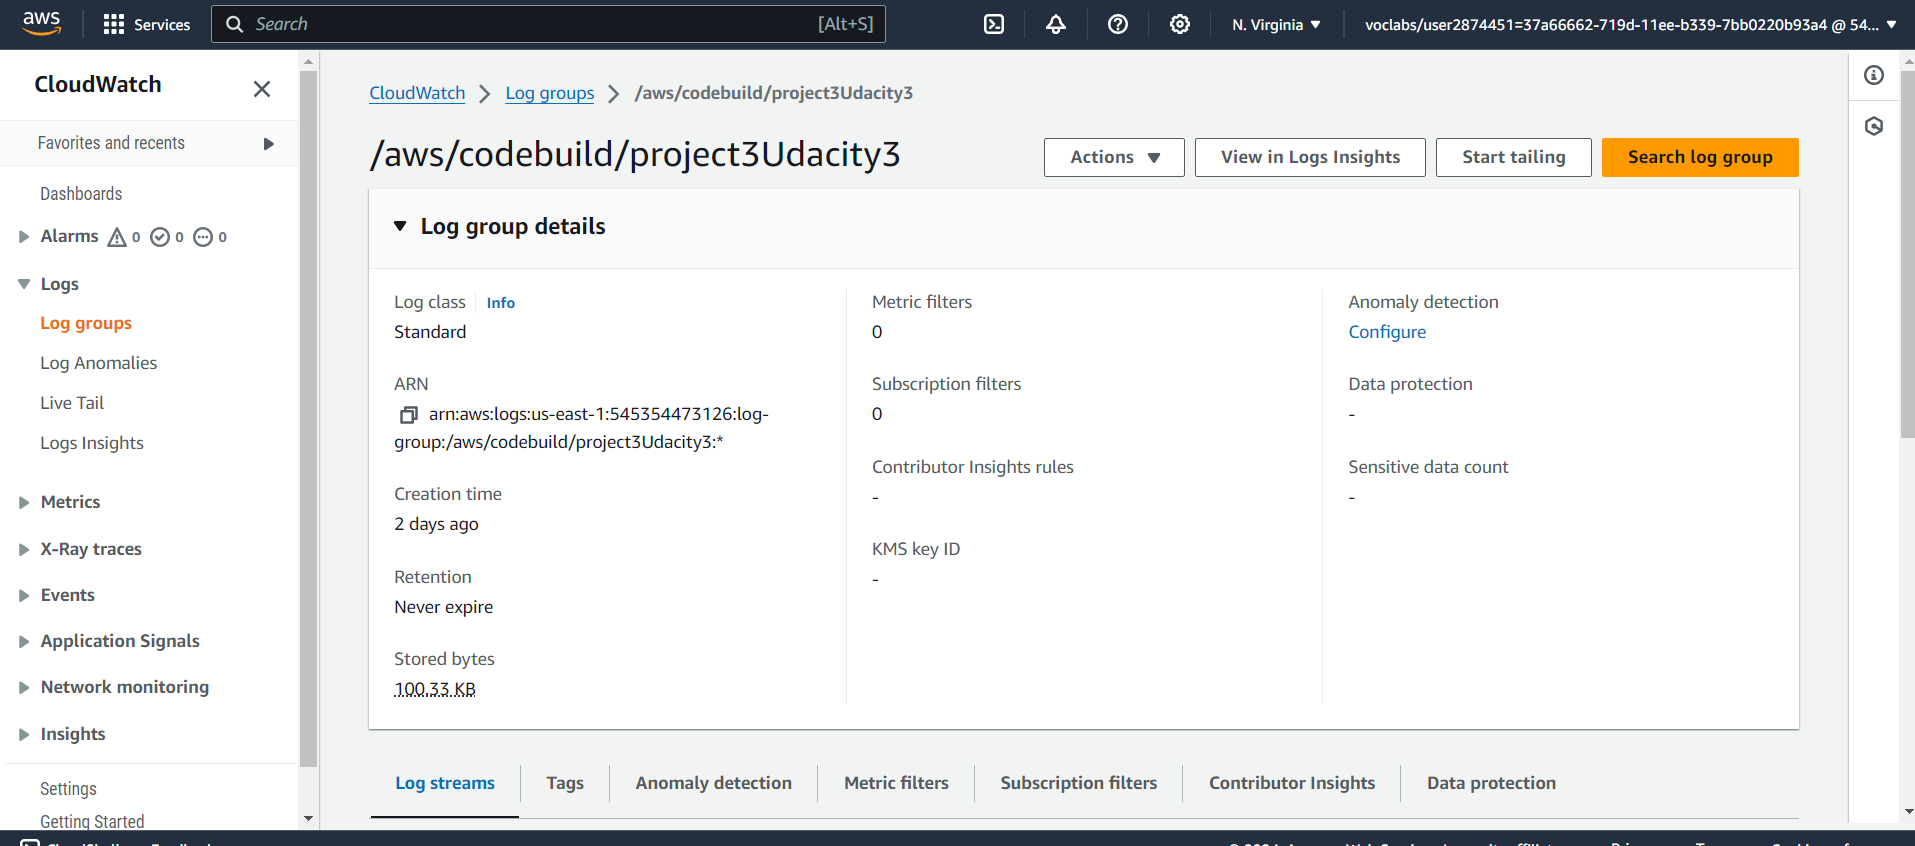 aws
Services
Search
[Alt+S]
N. Virginia
voclabs/user2874451=37a66662-719d-11ee-b339-7bb0220b93a4 @ 54...
CloudWatch
Favorites and recents
Dashboards
Alarms 0 0 0
Logs
Log groups
Log Anomalies
Live Tail
Logs Insights
Metrics
X-Ray traces
Events
Application Signals
Network monitoring
Insights
Settings
Getting Started
CloudWatch
Log groups
/aws/codebuild/project3Udacity3
/aws/codebuild/project3Udacity3
Actions
View in Logs Insights
Start tailing
Search log group
Log group details
Log class
Info
Standard
ARN
arn:aws:logs:us-east-1:545354473126:log-
group:/aws/codebuild/project3Udacity3:*
Creation time
2 days ago
Retention
Never expire
Stored bytes
100.33 KB
Metric filters
0
Subscription filters
0
Contributor Insights rules
-
KMS key ID
-
Anomaly detection
Configure
Data protection
-
Sensitive data count
-
Log streams
Tags
Anomaly detection
Metric filters
Subscription filters
Contributor Insights
Data protection